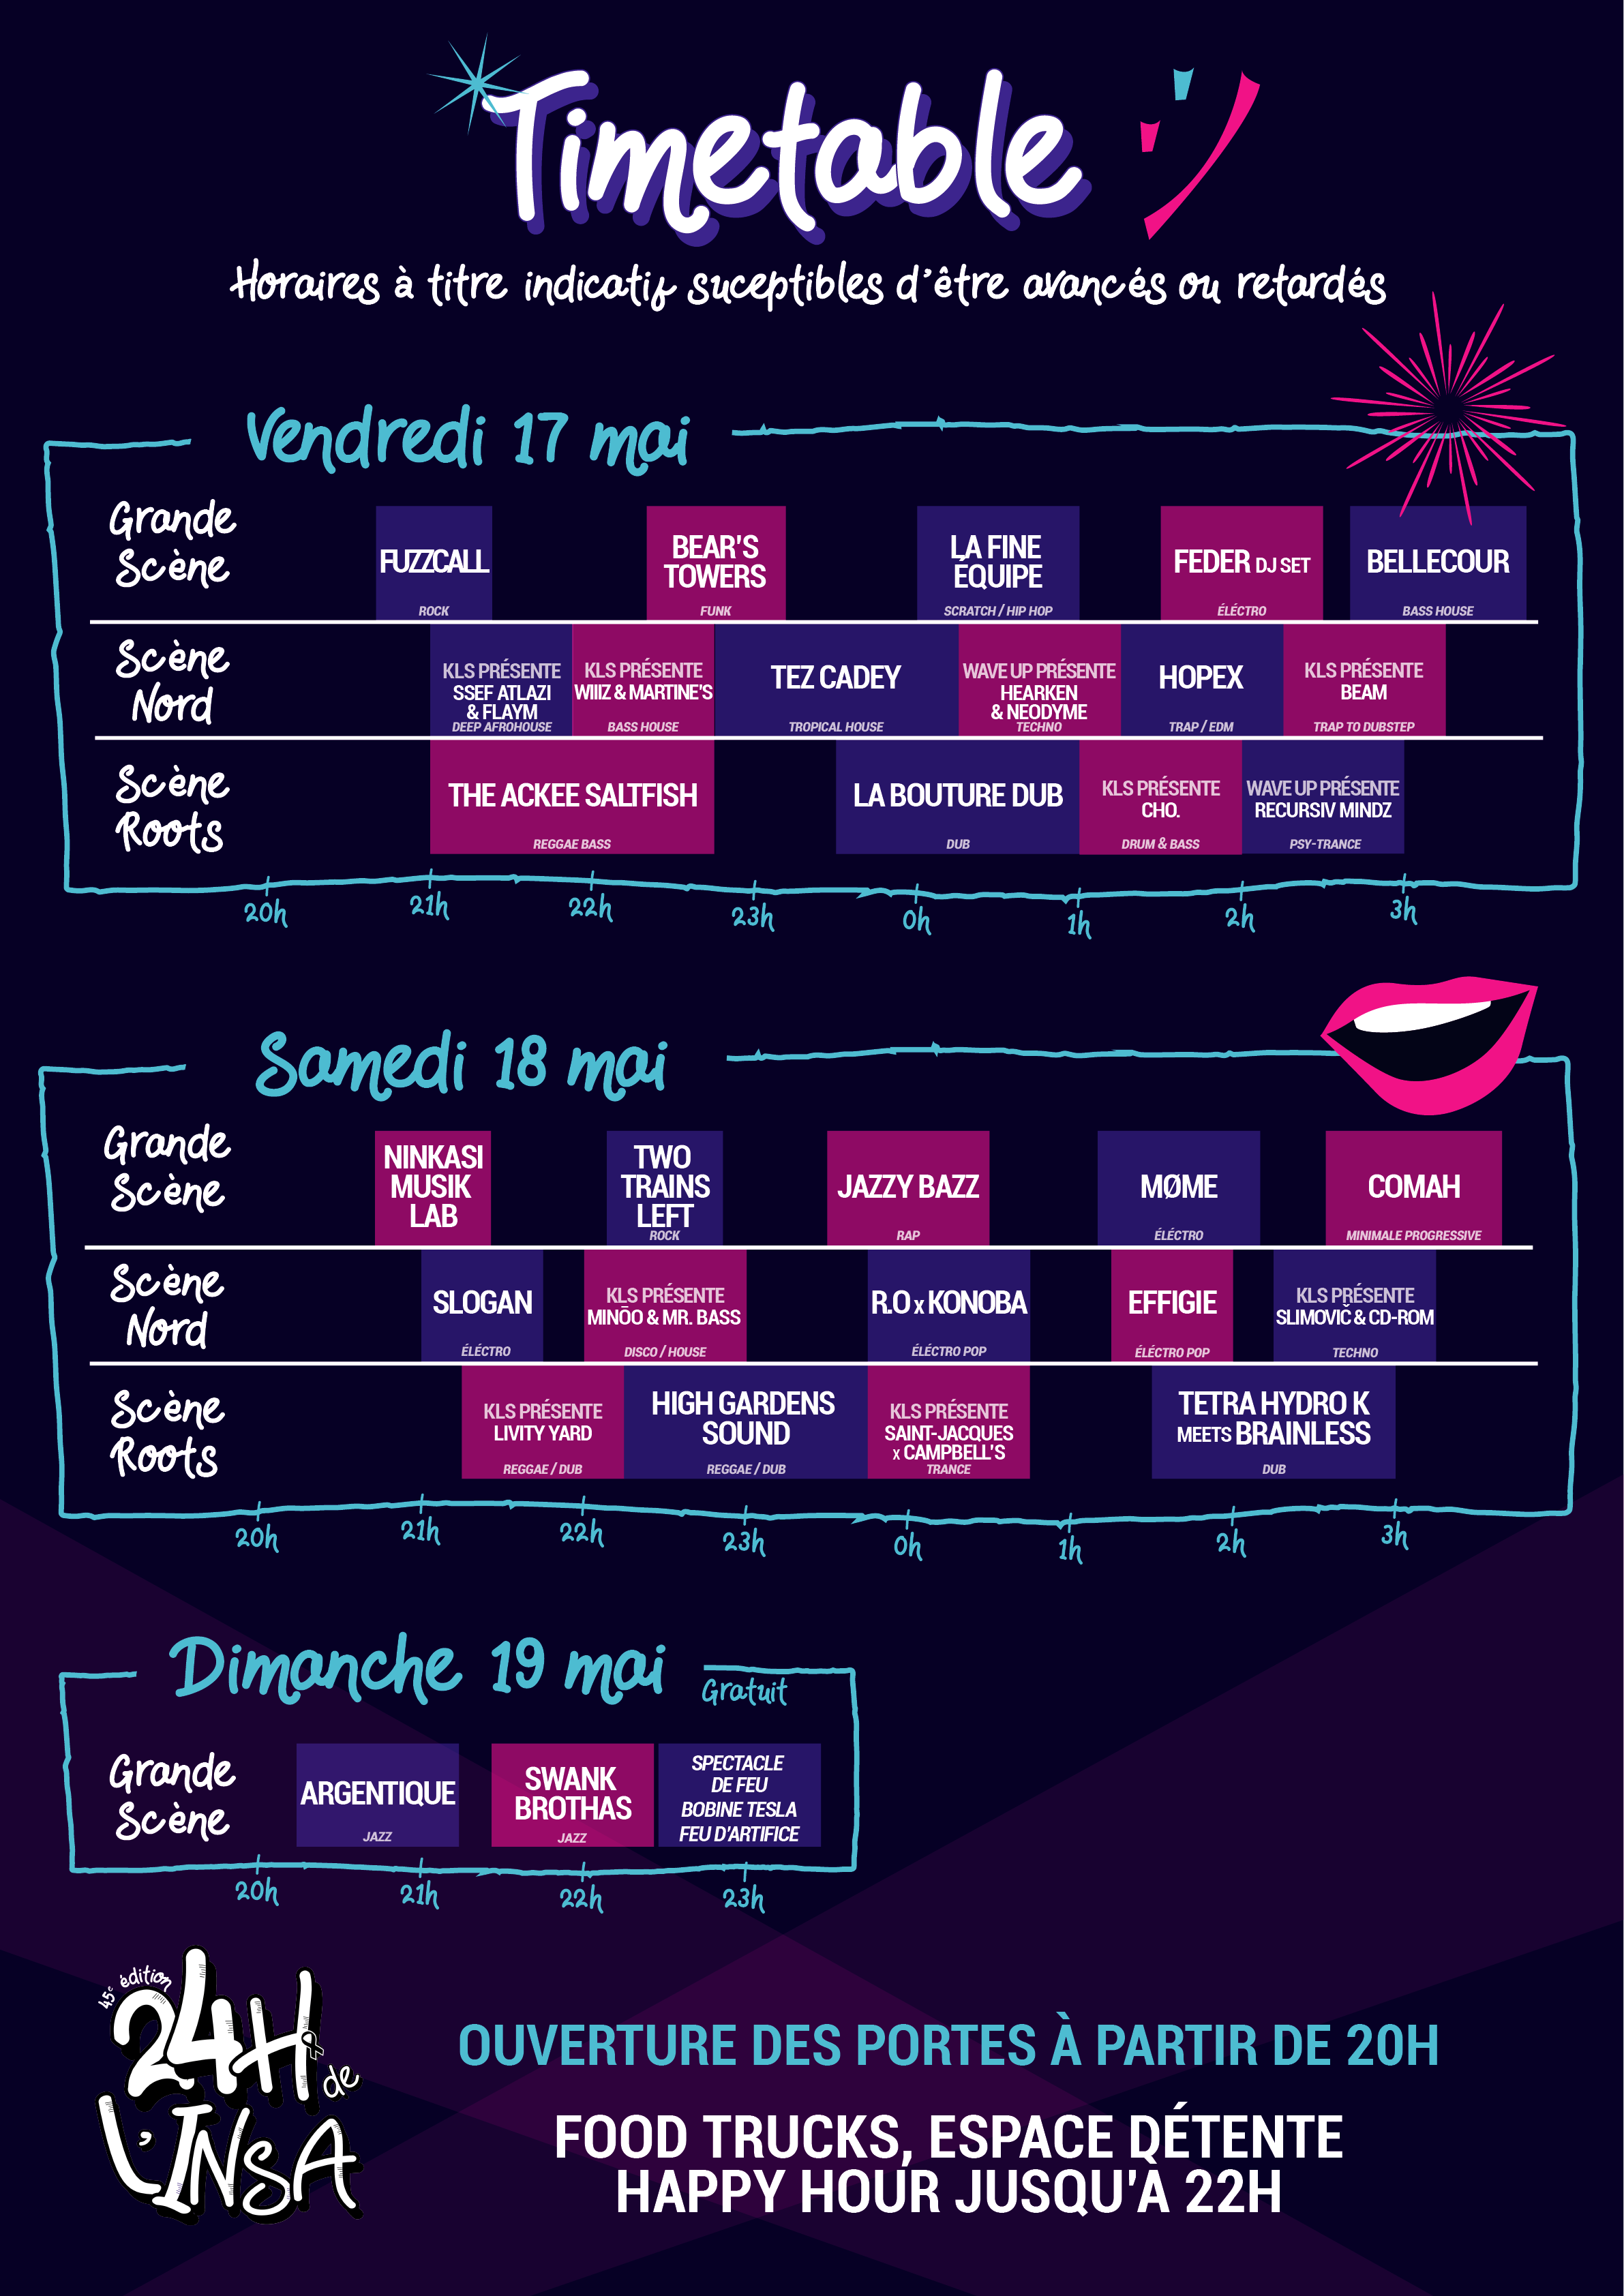 Timetable
Horaires à titre indicatif suceptibles d'être avancés ou retardés
Vendredi 17 mai
Grande
Scène
FUZZCALL
ROCK
BEAR'S
TOWERS
FUNK
LA FINE
ÉQUIPE
SCRATCH / HIP HOP
FEDER DJ SET
ÉLÉCTRO
BELLECOUR
BASS HOUSE
Scène
Nord
KLS PRÉSENTE
SSEF ATLAZI
& FLAYM
DEEP AFROHOUSE
KLS PRÉSENTE
WIIIZ & MARTINE'S
BASS HOUSE
TEZ CADEY
TROPICAL HOUSE
WAVE UP PRÉSENTE
HEARKEN
& NEODYME
TECHNO
HOPEX
TRAP / EDM
KLS PRÉSENTE
BEAM
TRAP TO DUBSTEP
Scène
Roots
THE ACKEE SALTFISH
REGGAE BASS
LA BOUTURE DUB
DUB
KLS PRÉSENTE
CHO.
DRUM & BASS
WAVE UP PRÉSENTE
RECURSIV MINDZ
PSY-TRANCE
20h 21h 22h 23h 0h 1h 2h 3h
Samedi 18 mai
Grande
Scène
NINKASI
MUSIK
LAB
TWO
TRAINS
LEFT
ROCK
JAZZY BAZZ
RAP
MØME
ÉLÉCTRO
COMAH
MINIMALE PROGRESSIVE
Scène
Nord
SLOGAN
ÉLÉCTRO
KLS PRÉSENTE
MINŌO & MR. BASS
DISCO / HOUSE
R.O x KONOBA
ÉLÉCTRO POP
EFFIGIE
ÉLÉCTRO POP
KLS PRÉSENTE
SLIMOVIČ & CD-ROM
TECHNO
Scène
Roots
KLS PRÉSENTE
LIVITY YARD
REGGAE / DUB
HIGH GARDENS
SOUND
REGGAE / DUB
KLS PRÉSENTE
SAINT-JACQUES
x CAMPBELL'S
TRANCE
TETRA HYDRO K
MEETS BRAINLESS
DUB
20h 21h 22h 23h 0h 1h 2h 3h
Dimanche 19 mai
Gratuit
Grande
Scène
ARGENTIQUE
JAZZ
SWANK
BROTHAS
JAZZ
SPECTACLE
DE FEU
BOBINE TESLA
FEU D'ARTIFICE
20h 21h 22h 23h
45e édition
24H
de
L'INSA
OUVERTURE DES PORTES À PARTIR DE 20H
FOOD TRUCKS, ESPACE DÉTENTE
HAPPY HOUR JUSQU'À 22H